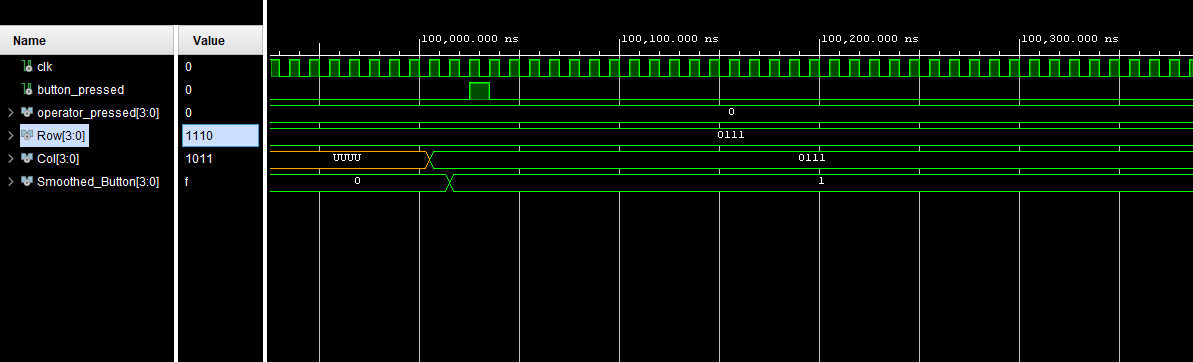 Name Value
100,000.000 ns 100,100.000 ns 100,200.000 ns 100,300.000 ns
clk 0
button_pressed 0
operator_pressed[3:0] 0 0
Row[3:0] 1110 0111
Col[3:0] 1011 UUUU 0111
Smoothed_Button[3:0] f 0 1